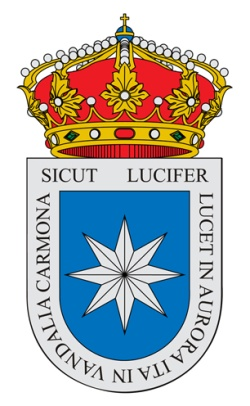 SICUT LUCIFER
LUCET IN AURORA ITA IN VANDALIA CARMONA